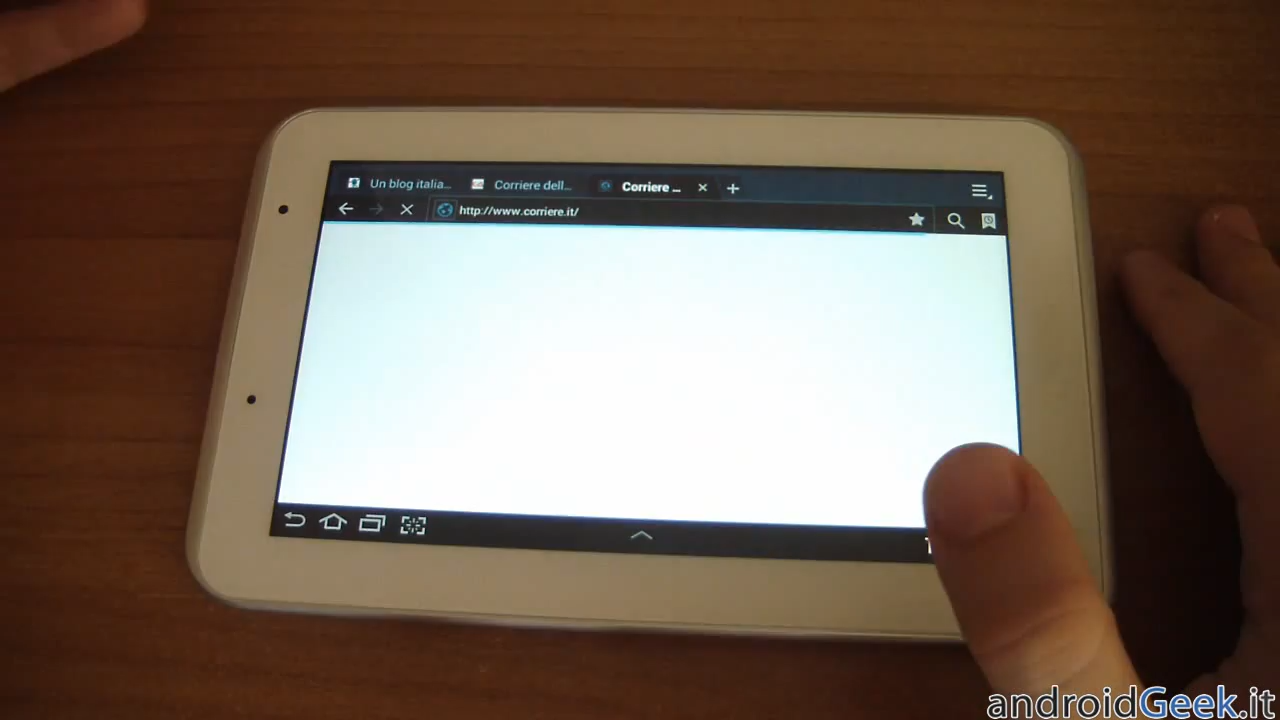 Un blog italia... Corriere dell... Corriere ...
http://www.corriere.it/
androidGeek.it